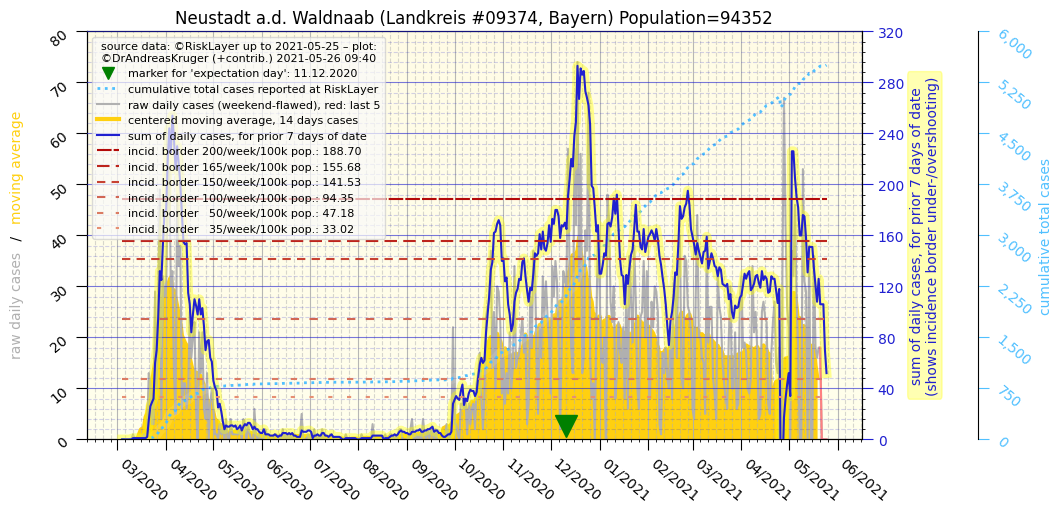 Neustadt a.d. Waldnaab (Landkreis #09374, Bayern) Population=94352
source data: ©RiskLayer up to 2021-05-25 – plot:
©DrAndreasKruger (+contrib.) 2021-05-26 09:40
marker for 'expectation day': 11.12.2020
cumulative total cases reported at RiskLayer
raw daily cases (weekend-flawed), red: last 5
centered moving average, 14 days cases
sum of daily cases, for prior 7 days of date
incid. border 200/week/100k pop.: 188.70
incid. border 165/week/100k pop.: 155.68
incid. border 150/week/100k pop.: 141.53
incid. border 100/week/100k pop.: 94.35
incid. border 50/week/100k pop.: 47.18
incid. border 35/week/100k pop.: 33.02
raw daily cases / moving average
80
70
60
50
40
30
20
10
0
03/2020
04/2020
05/2020
06/2020
07/2020
08/2020
09/2020
10/2020
11/2020
12/2020
01/2021
02/2021
03/2021
04/2021
05/2021
06/2021
320
280
240
200
160
120
80
40
0
sum of daily cases, for prior 7 days of date
(shows incidence border under-/overshooting)
6,000
5,250
4,500
3,750
3,000
2,250
1,500
750
0
cumulative total cases